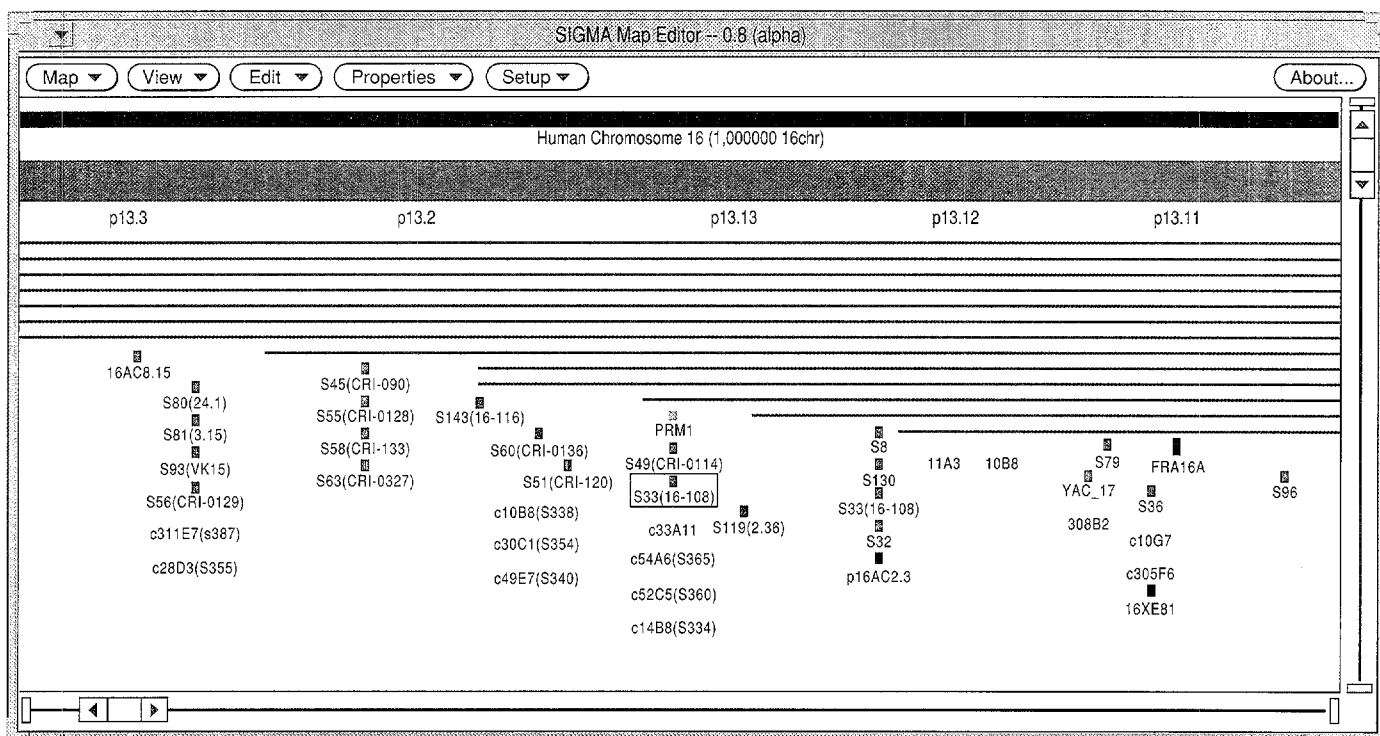 SIGMA Map Editor -- 0.8 (alpha)
Map View Edit Properties Setup About...
Human Chromosome 16 (1,000000 16chr)
p13.3 p13.2 p13.13 p13.12 p13.11
16AC8.15
S80(24.1)
S81(3.15)
S93(VK15)
S56(CRI-0129)
c311E7(s387)
c28D3(S355)
S45(CRI-090)
S55(CRI-0128)
S58(CRI-133)
S63(CRI-0327)
S143(16-116)
S60(CRI-0136)
S51(CRI-120)
c10B8(S338)
c30C1(S354)
c49E7(S340)
PRM1
S49(CRI-0114)
S33(16-108)
c33A11
c54A6(S365)
c52C5(S360)
c14B8(S334)
S119(2.36)
S8
S130
S33(16-108)
S32
p16AC2.3
11A3
10B8
S79
YAC_17
308B2
FRA16A
S36
c10G7
c305F6
16XE81
S96